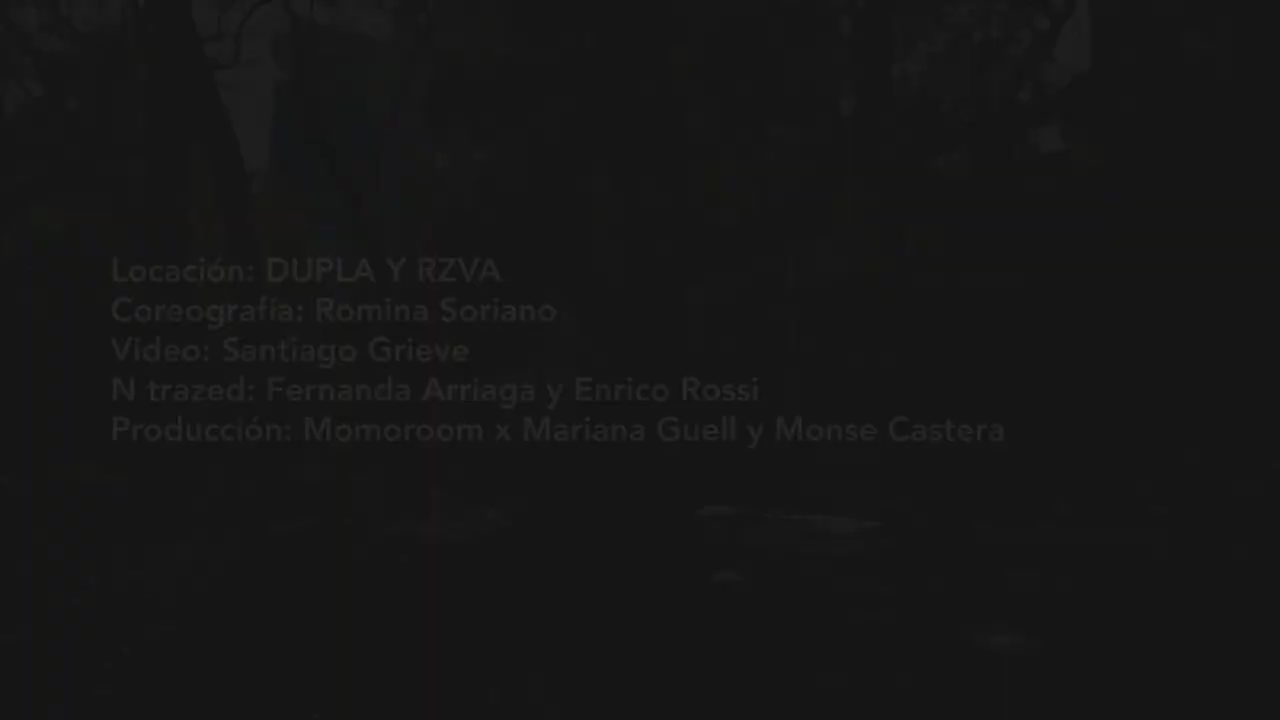 Locación: DUPLA Y RZVA
Coreografía: Romina Soriano
Video: Santiago Grieve
N trazed: Fernanda Arriaga y Enrico Rossi
Producción: Momoroom x Mariana Guell y Monse Castera